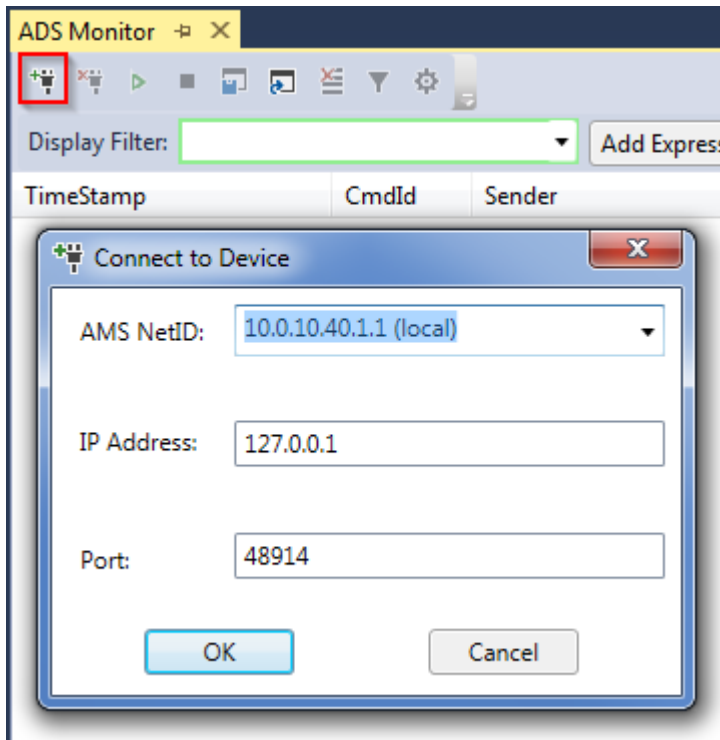 ADS Monitor
Display Filter:
Add Express
TimeStamp CmdId Sender
Connect to Device
AMS NetID: 10.0.10.40.1.1 (local)
IP Address: 127.0.0.1
Port: 48914
OK Cancel